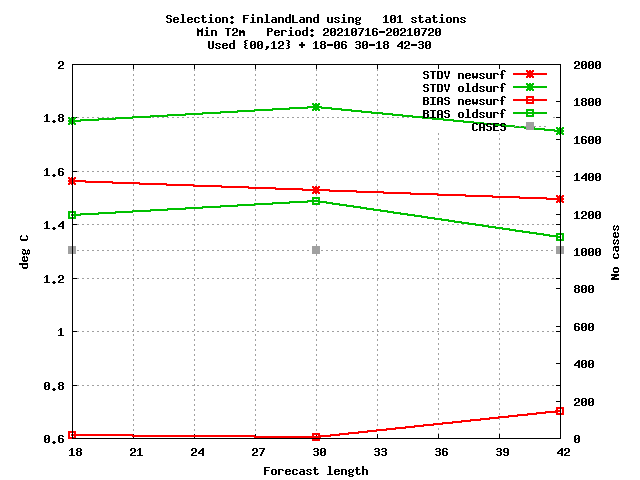 Selection: FinlandLand using   101 stations
Min T2m   Period: 20210716-20210720
Used {00,12} + 18-06 30-18 42-30
STDV newsurf
STDV oldsurf
BIAS newsurf
BIAS oldsurf
CASES
deg C
2
1.8
1.6
1.4
1.2
1
0.8
0.6
2000
1800
1600
1400
1200
1000
800
600
400
200
0
No cases
18 21 24 27 30 33 36 39 42
Forecast length